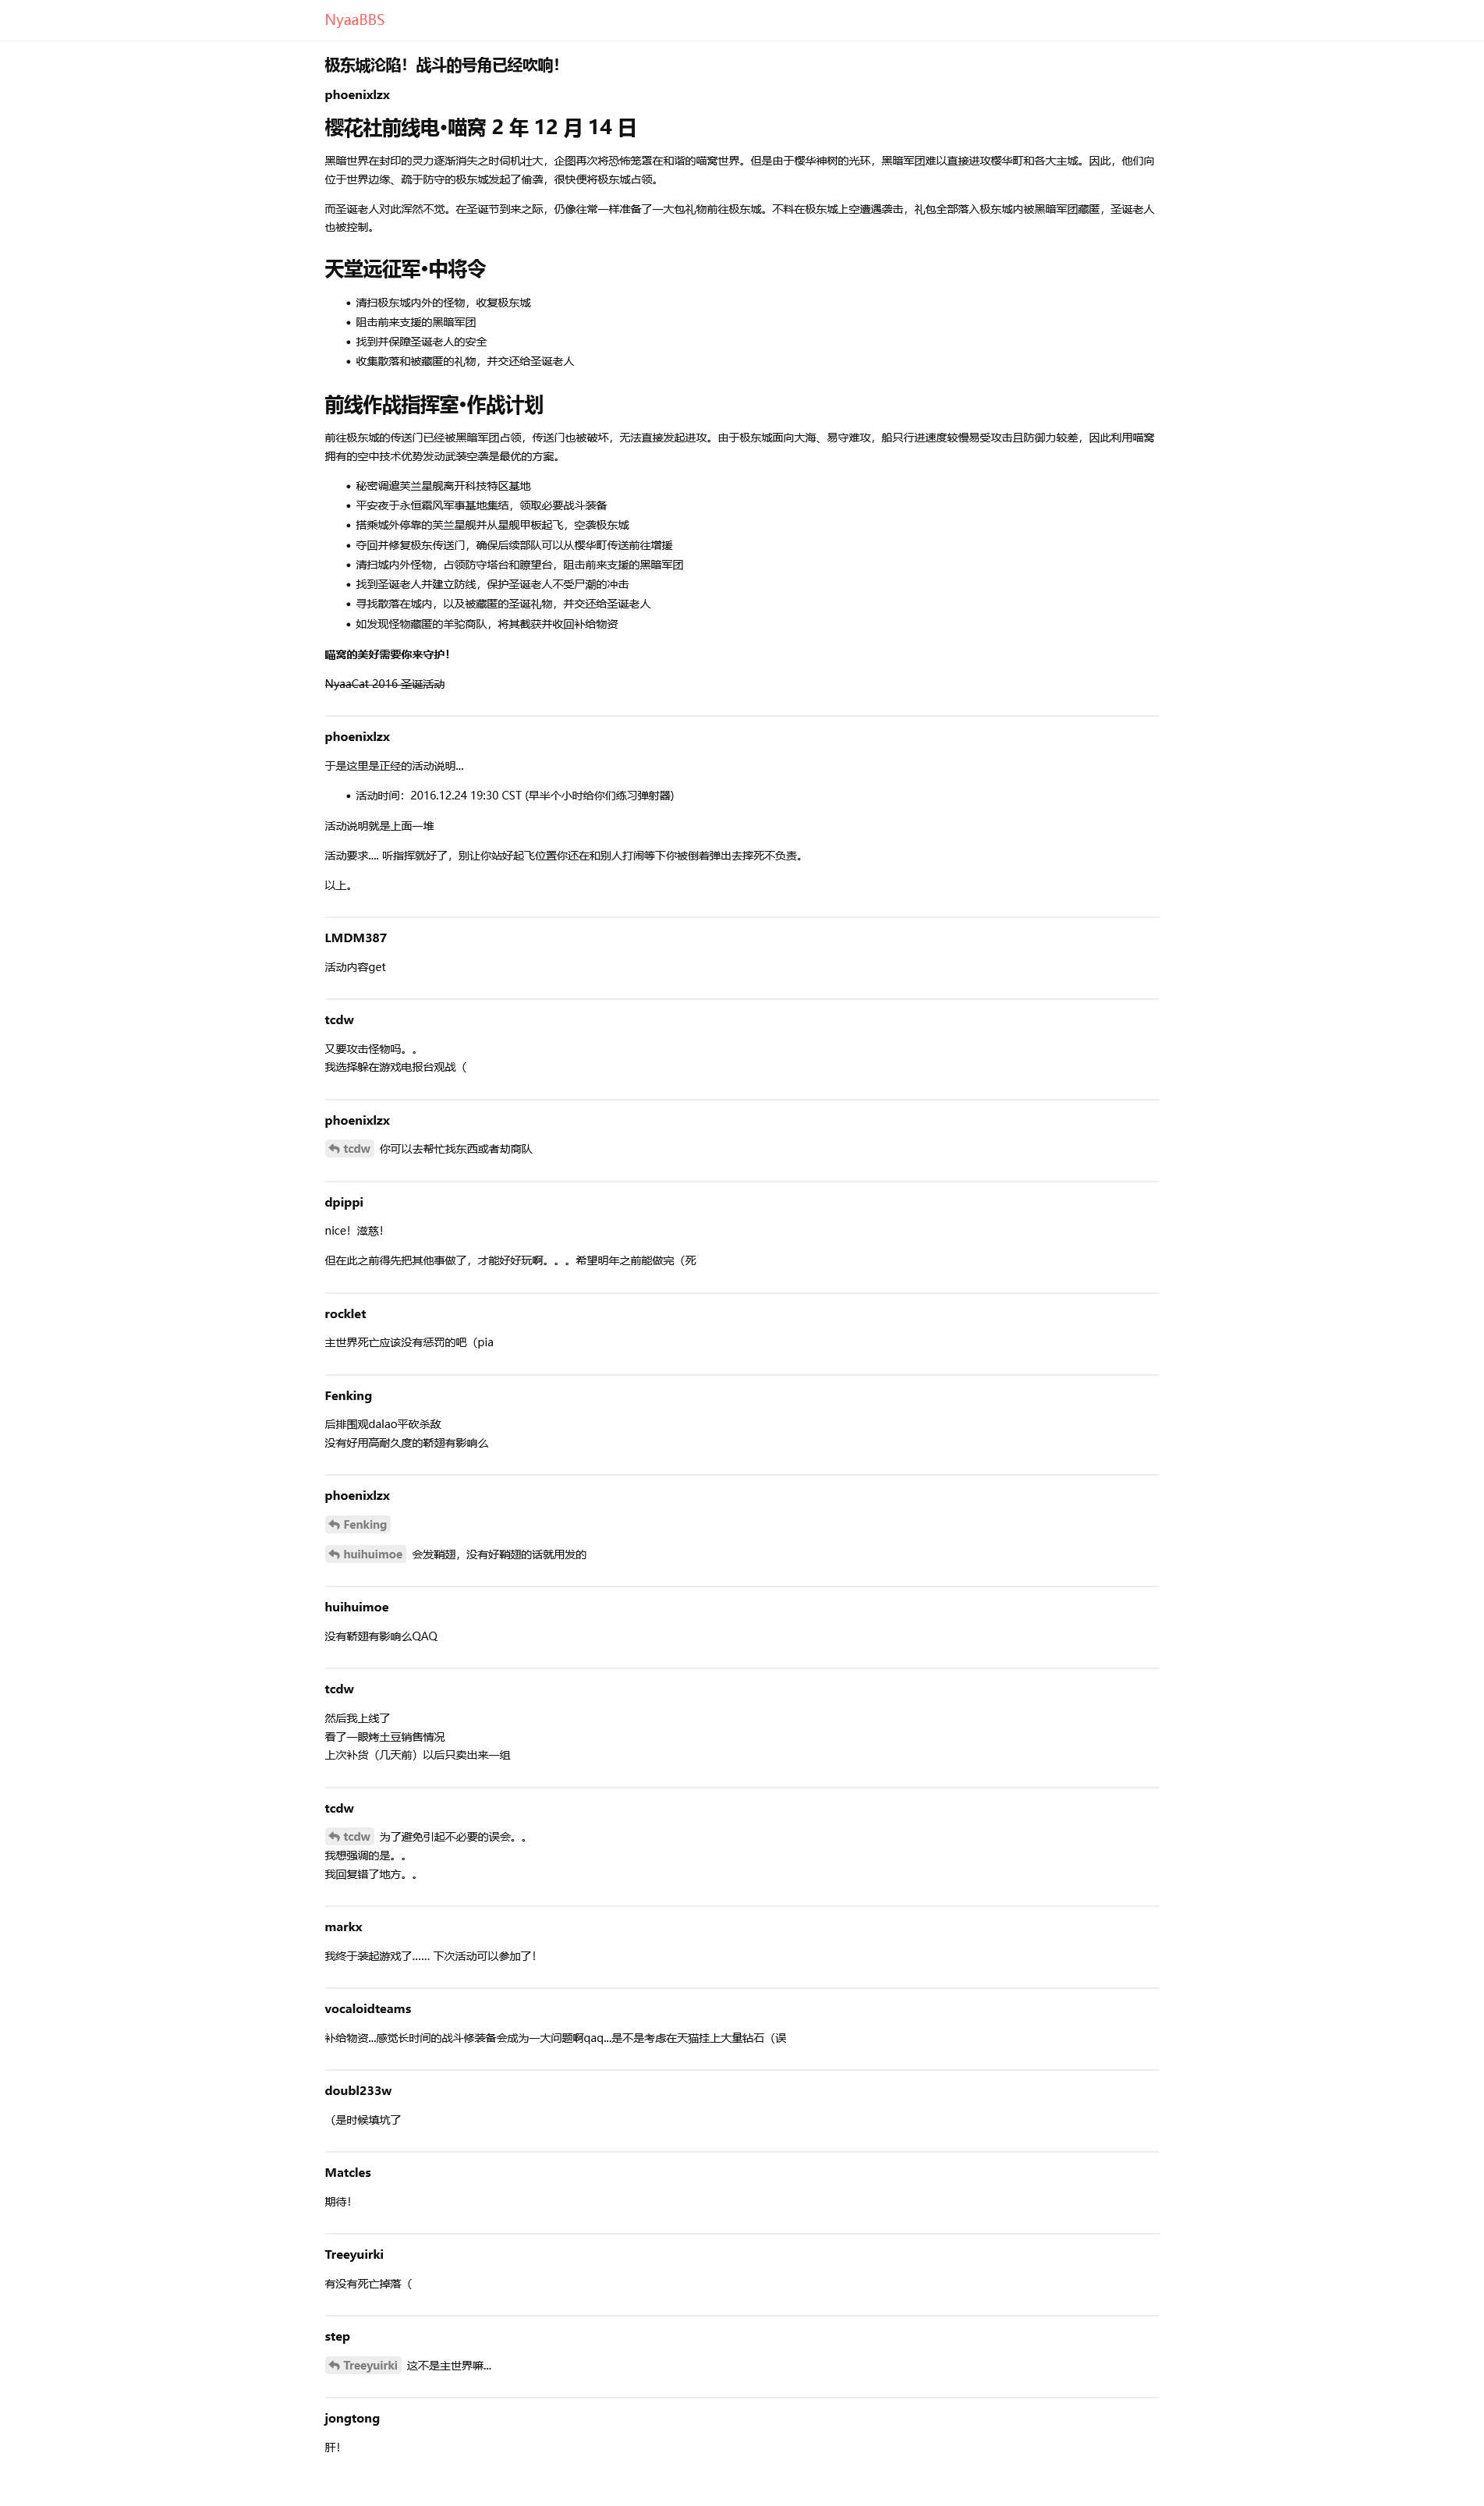 NyaaBBS
极东城沦陷！战斗的号角已经吹响！
phoenixlzx
樱花社前线电•喵窝 2 年 12 月 14 日
黑暗世界在封印的灵力逐渐消失之时伺机壮大，企图再次将恐怖笼罩在和谐的喵窝世界。但是由于樱华神树的光环，黑暗军团难以直接进攻樱华町和各大主城。因此，他们向
位于世界边缘、疏于防守的极东城发起了偷袭，很快便将极东城占领。
而圣诞老人对此浑然不觉。在圣诞节到来之际，仍像往常一样准备了一大包礼物前往极东城。不料在极东城上空遭遇袭击，礼包全部落入极东城内被黑暗军团藏匿，圣诞老人
也被控制。
天堂远征军•中将令
• 清扫极东城内外的怪物，收复极东城
• 阻击前来支援的黑暗军团
• 找到并保障圣诞老人的安全
• 收集散落和被藏匿的礼物，并交还给圣诞老人
前线作战指挥室•作战计划
前往极东城的传送门已经被黑暗军团占领，传送门也被破坏，无法直接发起进攻。由于极东城面向大海、易守难攻，船只行进速度较慢易受攻击且防御力较差，因此利用喵窝
拥有的空中技术优势发动武装空袭是最优的方案。
• 秘密调遣芙兰星舰离开科技特区基地
• 平安夜于永恒霜风军事基地集结，领取必要战斗装备
• 搭乘城外停靠的芙兰星舰并从星舰甲板起飞，空袭极东城
• 夺回并修复极东传送门，确保后续部队可以从樱华町传送前往增援
• 清扫城内外怪物，占领防守塔台和瞭望台，阻击前来支援的黑暗军团
• 找到圣诞老人并建立防线，保护圣诞老人不受尸潮的冲击
• 寻找散落在城内，以及被藏匿的圣诞礼物，并交还给圣诞老人
• 如发现怪物藏匿的羊驼商队，将其截获并收回补给物资
喵窝的美好需要你来守护！
NyaaCat 2016 圣诞活动
phoenixlzx
于是这里是正经的活动说明...
• 活动时间：2016.12.24 19:30 CST (早半个小时给你们练习弹射器)
活动说明就是上面一堆
活动要求.... 听指挥就好了，别让你站好起飞位置你还在和别人打闹等下你被倒着弹出去摔死不负责。
以上。
LMDM387
活动内容get
tcdw
又要攻击怪物吗。。
我选择躲在游戏电报台观战（
phoenixlzx
tcdw 你可以去帮忙找东西或者劫商队
dpippi
nice！滋慈！
但在此之前得先把其他事做了，才能好好玩啊。。。希望明年之前能做完（死
rocklet
主世界死亡应该没有惩罚的吧（pia
Fenking
后排围观dalao平砍杀敌
没有好用高耐久度的鞒翅有影响么
phoenixlzx
Fenking
huihuimoe 会发鞘翅，没有好鞘翅的话就用发的
huihuimoe
没有鞒翅有影响么QAQ
tcdw
然后我上线了
看了一眼烤土豆销售情况
上次补货（几天前）以后只卖出来一组
tcdw
tcdw 为了避免引起不必要的误会。。
我想强调的是。。
我回复错了地方。。
markx
我终于装起游戏了...... 下次活动可以参加了！
vocaloidteams
补给物资...感觉长时间的战斗修装备会成为一大问题啊qaq...是不是考虑在天猫挂上大量钻石（误
doubl233w
（是时候填坑了
Matcles
期待！
Treeyuirki
有没有死亡掉落（
step
Treeyuirki 这不是主世界嘛...
jongtong
肝！